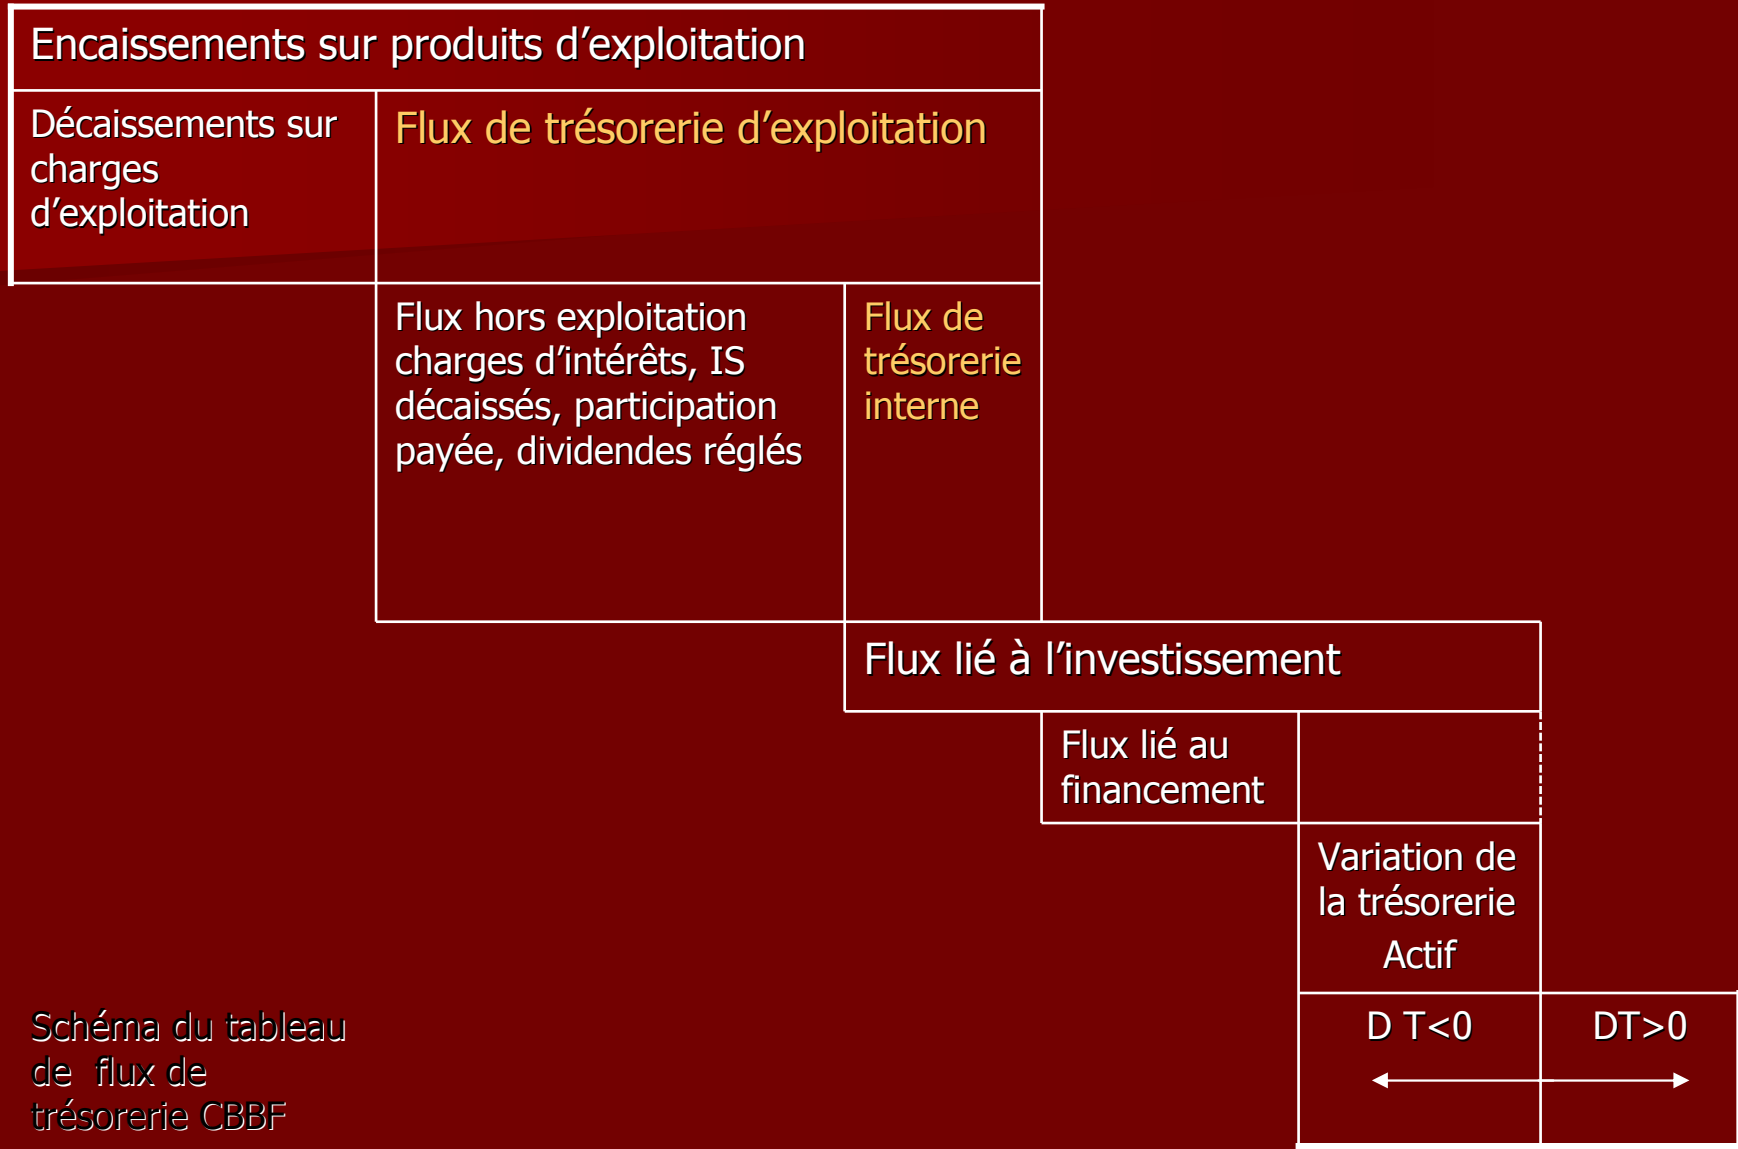 Encaissements sur produits d’exploitation
Décaissements sur
charges
d’exploitation
Flux de trésorerie d’exploitation
Flux hors exploitation
charges d’intérêts, IS
décaissés, participation
payée, dividendes réglés
Flux de
trésorerie
interne
Flux lié à l’investissement
Flux lié au
financement
Variation de
la trésorerie
Actif
D T<0
DT>0
Schéma du tableau
de flux de
trésorerie CBBF